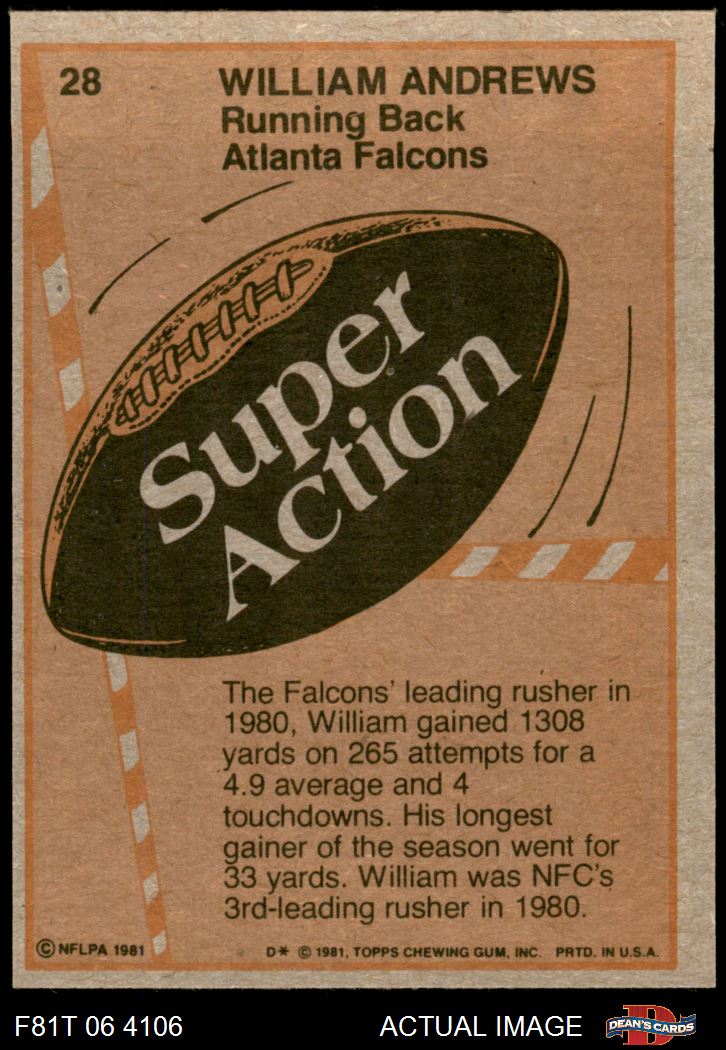 28
WILLIAM ANDREWS
Running Back
Atlanta Falcons
Super
Action
The Falcons' leading rusher in
1980, William gained 1308
yards on 265 attempts for a
4.9 average and 4
touchdowns. His longest
gainer of the season went for
33 yards. William was NFC's
3rd-leading rusher in 1980.
© NFLPA 1981
D* © 1981, TOPPS CHEWING GUM, INC. PRTD. IN U.S.A.
F81T 06 4106
ACTUAL IMAGE
D
DEAN'S CARDS